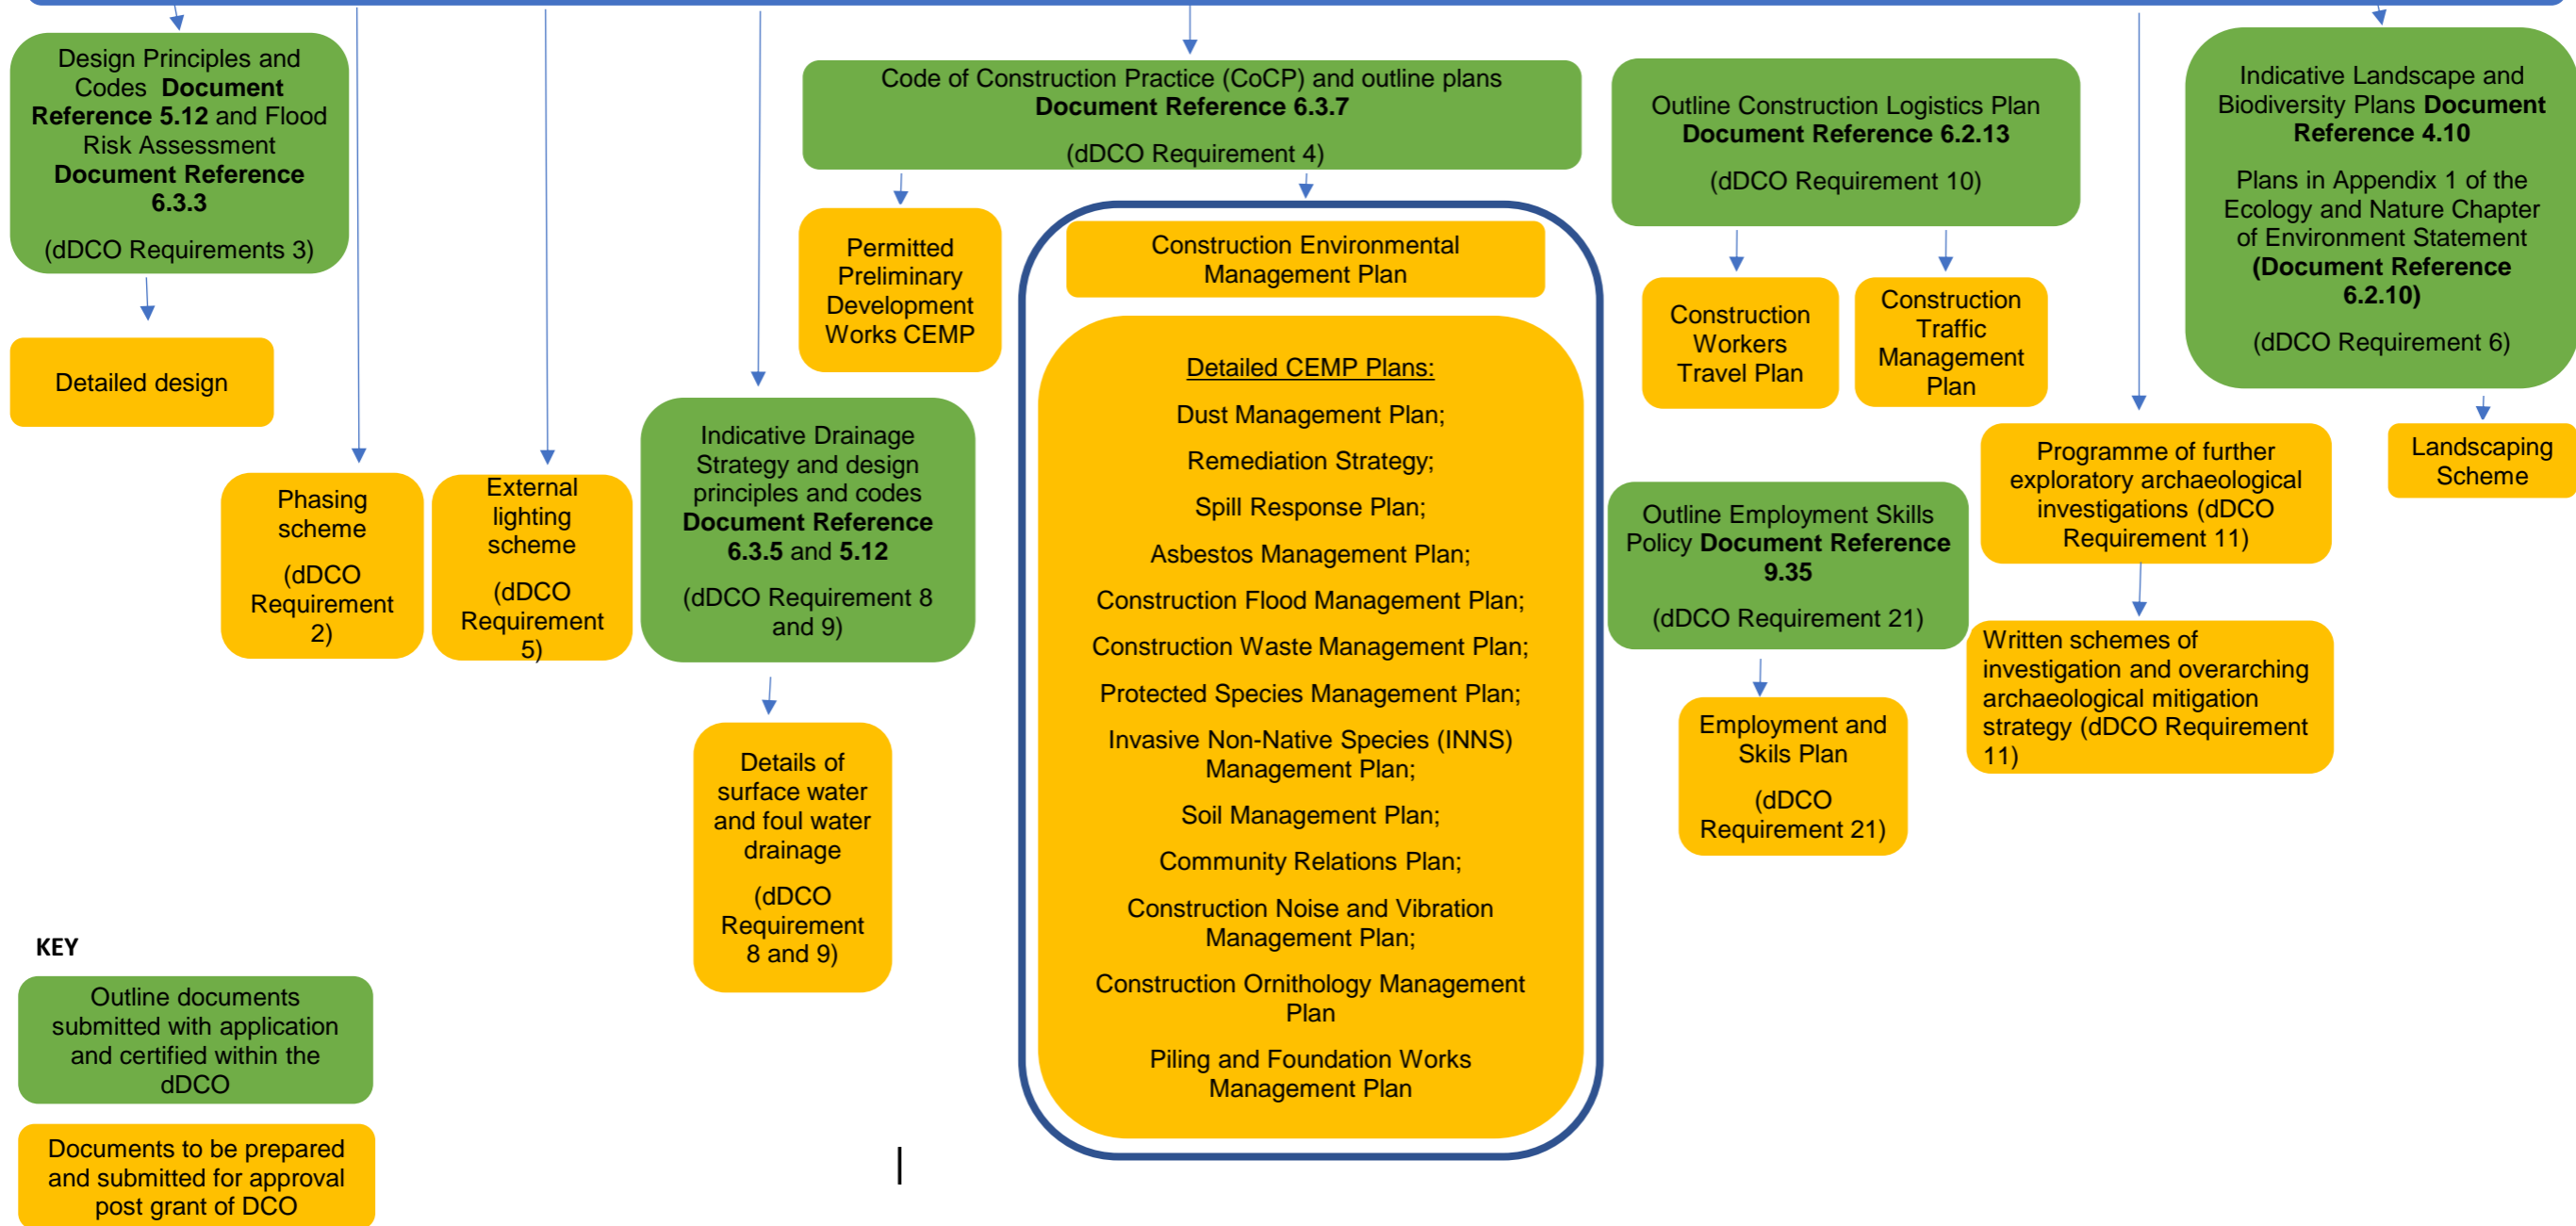 Design Principles and
Codes Document
Reference 5.12 and Flood
Risk Assessment
Document Reference
6.3.3
(dDCO Requirements 3)
Detailed design
Phasing
scheme
(dDCO
Requirement
2)
External
lighting
scheme
(dDCO
Requirement
5)
Indicative Drainage
Strategy and design
principles and codes
Document Reference
6.3.5 and 5.12
(dDCO Requirement 8
and 9)
Details of
surface water
and foul water
drainage
(dDCO
Requirement
8 and 9)
Code of Construction Practice (CoCP) and outline plans
Document Reference 6.3.7
(dDCO Requirement 4)
Permitted
Preliminary
Development
Works CEMP
Construction Environmental
Management Plan
Detailed CEMP Plans:
Dust Management Plan;
Remediation Strategy;
Spill Response Plan;
Asbestos Management Plan;
Construction Flood Management Plan;
Construction Waste Management Plan;
Protected Species Management Plan;
Invasive Non-Native Species (INNS)
Management Plan;
Soil Management Plan;
Community Relations Plan;
Construction Noise and Vibration
Management Plan;
Construction Ornithology Management
Plan
Piling and Foundation Works
Management Plan
Outline Construction Logistics Plan
Document Reference 6.2.13
(dDCO Requirement 10)
Construction
Workers
Travel Plan
Construction
Traffic
Management
Plan
Outline Employment Skills
Policy Document Reference
9.35
(dDCO Requirement 21)
Employment and
Skils Plan
(dDCO
Requirement 21)
Programme of further
exploratory archaeological
investigations (dDCO
Requirement 11)
Written schemes of
investigation and overarching
archaeological mitigation
strategy (dDCO Requirement
11)
Indicative Landscape and
Biodiversity Plans Document
Reference 4.10
Plans in Appendix 1 of the
Ecology and Nature Chapter
of Environment Statement
(Document Reference
6.2.10)
(dDCO Requirement 6)
Landscaping
Scheme
KEY
Outline documents
submitted with application
and certified within the
dDCO
Documents to be prepared
and submitted for approval
post grant of DCO